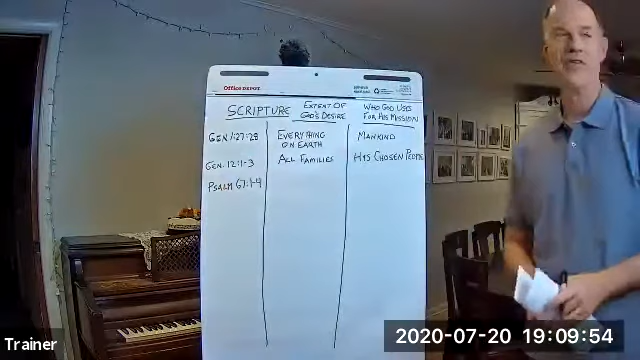 Office DEPOT
SCRIPTURE
EXTENT OF
GOD'S DESIRE
WHO GOD USES
FOR HIS MISSION
GEN 1:27-28
EVERYTHING
ON EARTH
MANKIND
GEN. 12:1-3
ALL FAMILIES
HIS CHOSEN PEOPLE
PSALM 67:1-4
Trainer
2020-07-20 19:09:54